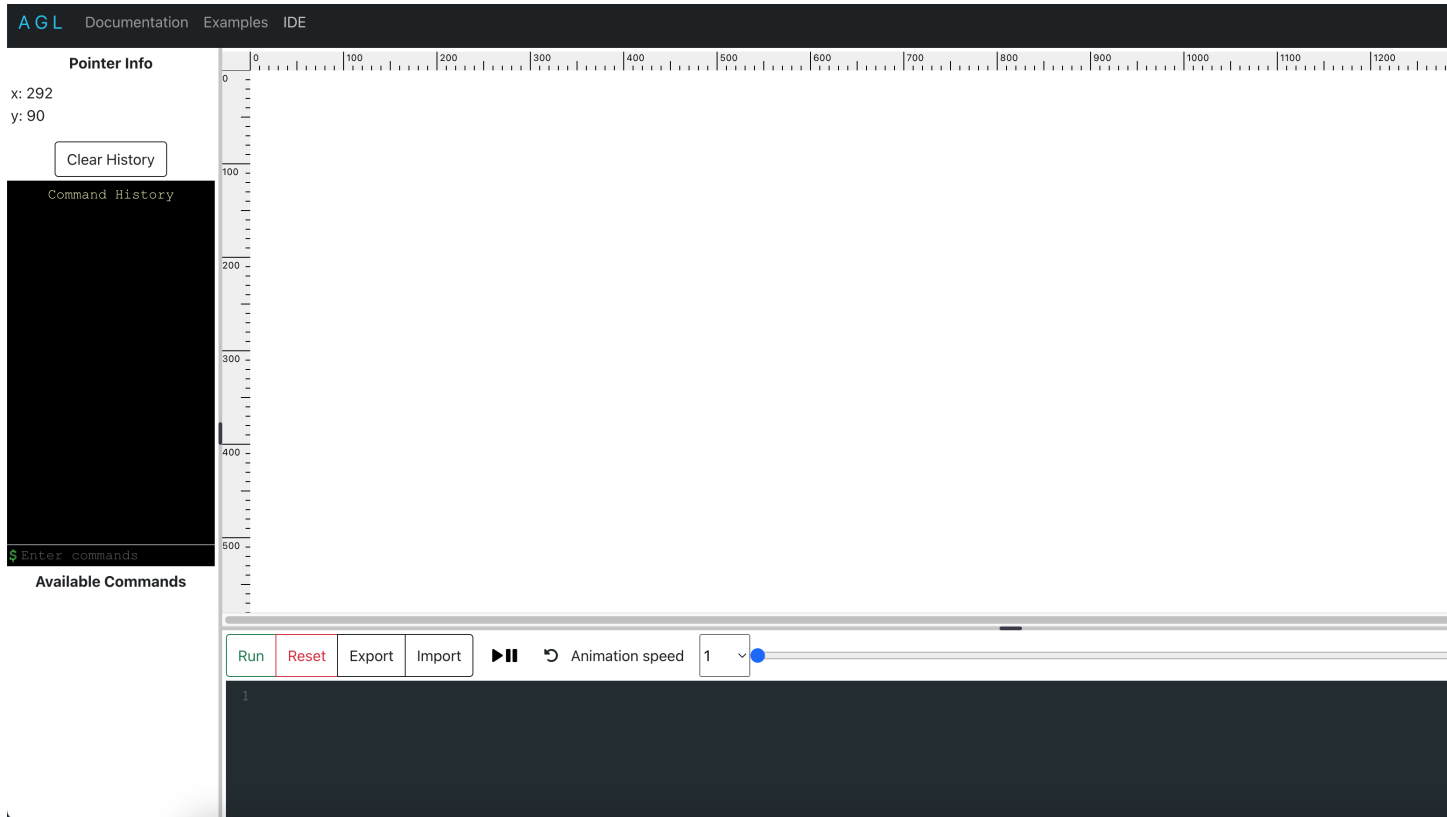 A G L Documentation Examples IDE
Pointer Info
x: 292
y: 90
Clear History
Command History
$ Enter commands
Available Commands
0 100 200 300 400 500 600 700 800 900 1000 1100 1200
0
100
200
300
400
500
Run Reset Export Import Animation speed 1
1